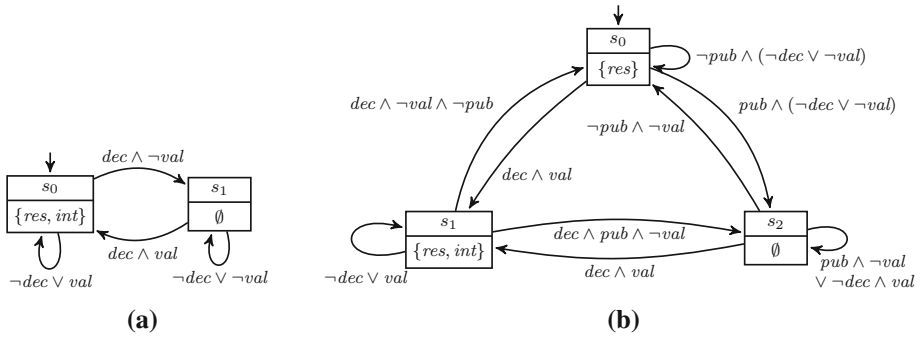 s₀
{res, int}
¬dec ∨ val
dec ∧ ¬val
dec ∧ val
s₁
∅
¬dec ∨ ¬val
(a)
s₀
{res}
¬pub ∧ (¬dec ∨ ¬val)
dec ∧ ¬val ∧ ¬pub
pub ∧ (¬dec ∨ ¬val)
¬pub ∧ ¬val
dec ∧ val
s₁
{res, int}
¬dec ∨ val
dec ∧ pub ∧ ¬val
dec ∧ val
s₂
∅
pub ∧ ¬val
∨ ¬dec ∧ val
(b)